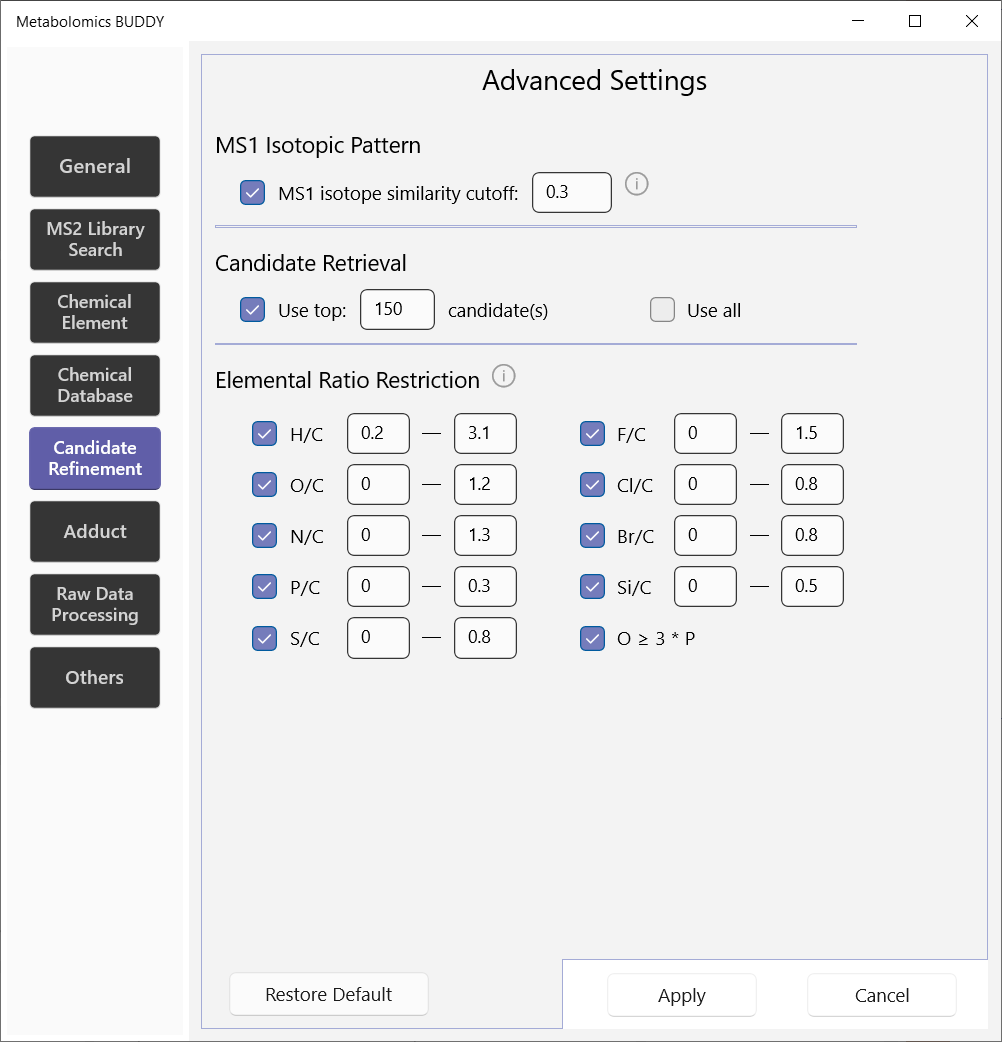 Metabolomics BUDDY
General
MS2 Library
Search
Chemical
Element
Chemical
Database
Candidate
Refinement
Adduct
Raw Data
Processing
Others
Advanced Settings
MS1 Isotopic Pattern
MS1 isotope similarity cutoff: 0.3
Candidate Retrieval
Use top: 150 candidate(s) Use all
Elemental Ratio Restriction
H/C 0.2 — 3.1 F/C 0 — 1.5
O/C 0 — 1.2 Cl/C 0 — 0.8
N/C 0 — 1.3 Br/C 0 — 0.8
P/C 0 — 0.3 Si/C 0 — 0.5
S/C 0 — 0.8 O ≥ 3 * P
Restore Default Apply Cancel